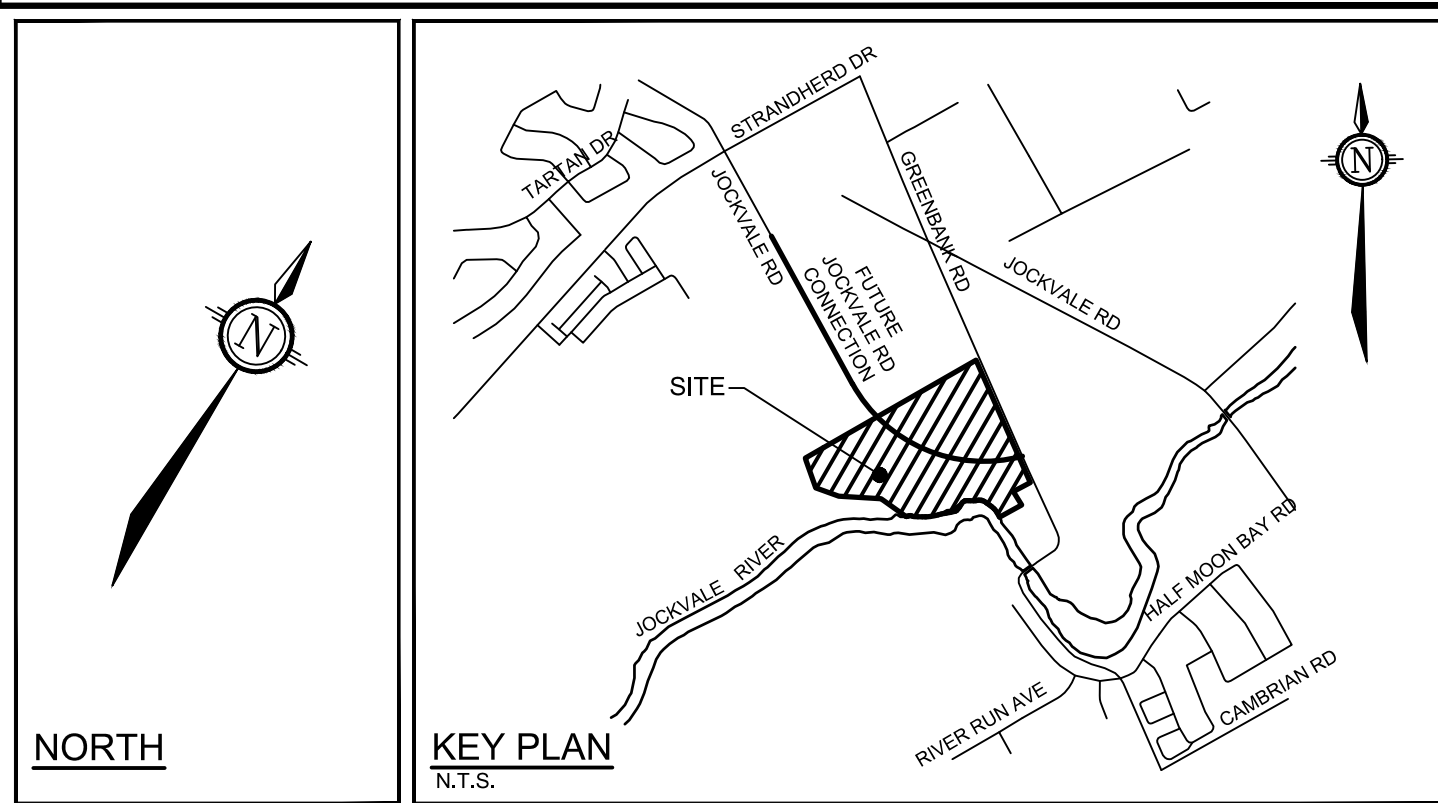 N
NORTH
STRANDHERD DR
TARTAN DR
JOCKVALE RD
GREENBANK RD
N
JOCKVALE RD
FUTURE
JOCKVALE RD
CONNECTION
SITE
JOCKVALE RIVER
HALF MOON BAY RD
RIVER RUN AVE
CAMBRIAN RD
KEY PLAN
N.T.S.